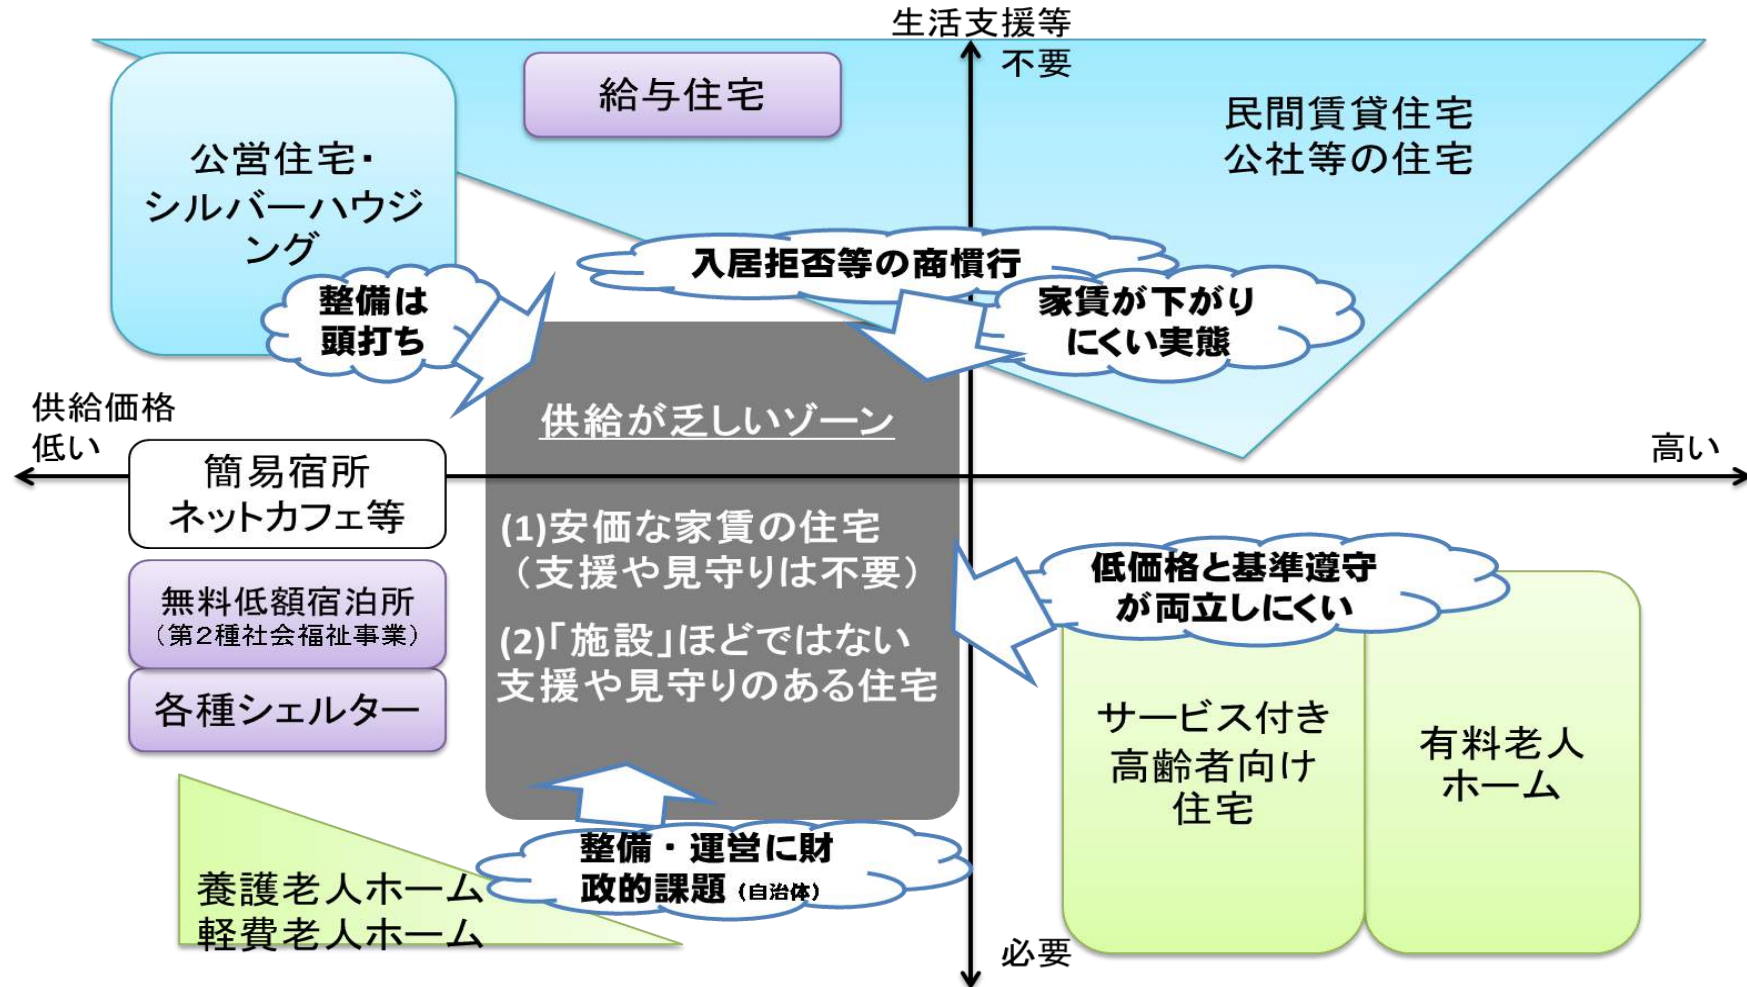 生活支援等
不要
給与住宅
民間賃貸住宅
公社等の住宅
公営住宅・
シルバーハウジ
ング
入居拒否等の商慣行
整備は
頭打ち
家賃が下がり
にくい実態
供給価格
低い
高い
供給が乏しいゾーン
簡易宿所
ネットカフェ等
(1)安価な家賃の住宅
（支援や見守りは不要）
(2)「施設」ほどではない
支援や見守りのある住宅
低価格と基準遵守
が両立しにくい
無料低額宿泊所
（第２種社会福祉事業）
各種シェルター
サービス付き
高齢者向け
住宅
有料老人
ホーム
整備・運営に財
政的課題（自治体）
養護老人ホーム
軽費老人ホーム
必要